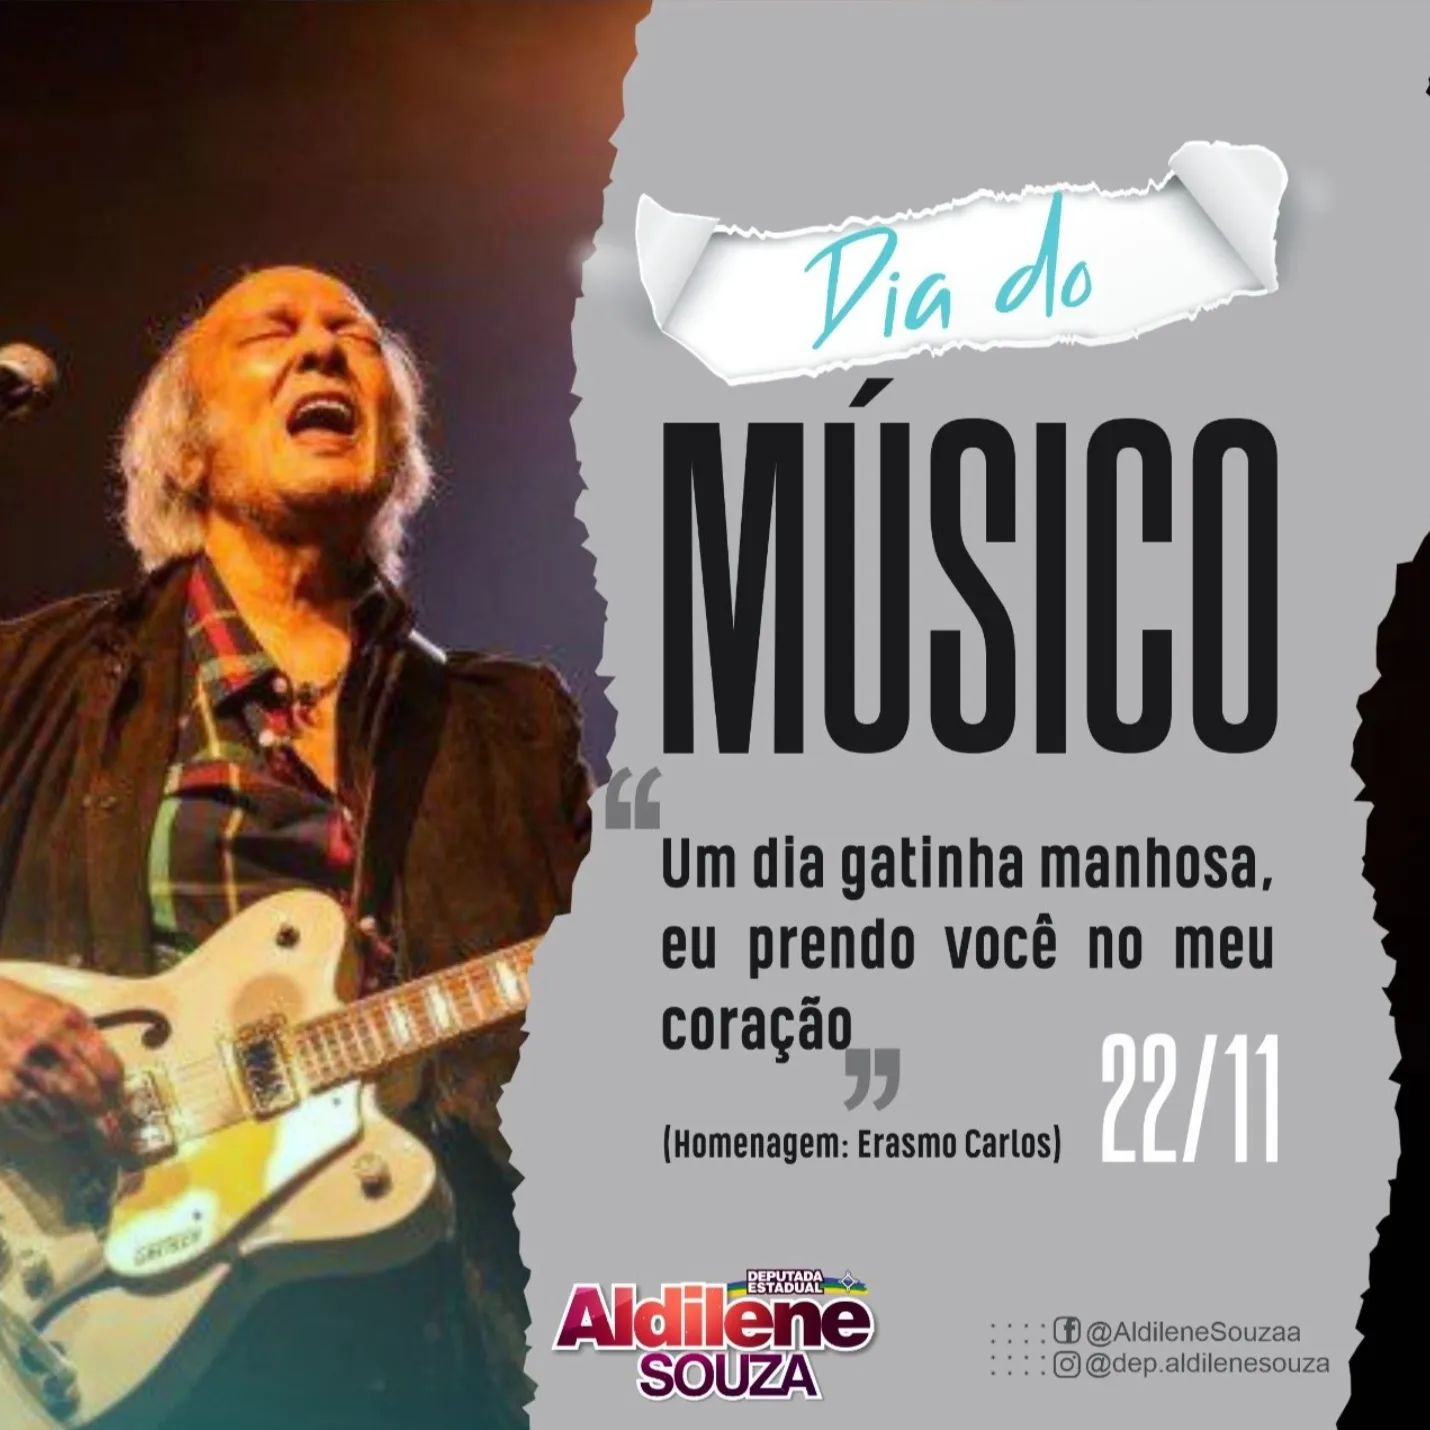 Dia do
MÚSICO
“
Um dia gatinha manhosa,
eu prendo você no meu
coração
”
(Homenagem: Erasmo Carlos)
22/11
GRETSCH
DEPUTADA
ESTADUAL
Aldilene
SOUZA
@AldileneSouzaa
@dep.aldilenesouza